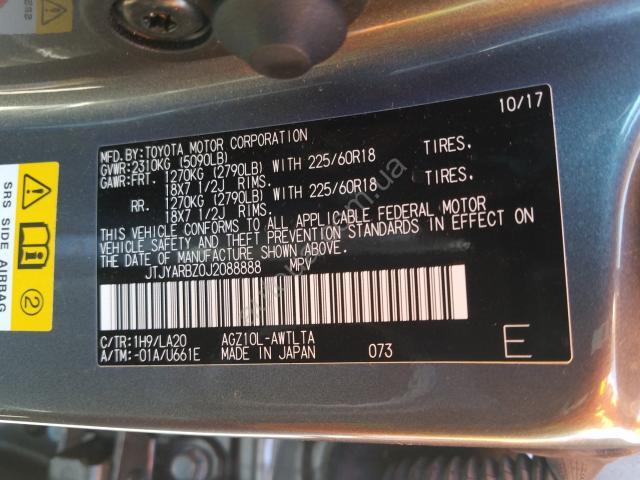 10/17
MFD.BY:TOYOTA MOTOR CORPORATION
GVWR:2310KG (5090LB)
GAWR:FRT. 1270KG (2790LB) WITH 225/60R18 TIRES.
18X7 1/2J RIMS.
RR. 1270KG (2790LB) WITH 225/60R18 TIRES.
18X7 1/2J RIMS.
THIS VEHICLE CONFORMS TO ALL APPLICABLE FEDERAL MOTOR
VEHICLE SAFETY AND THEFT PREVENTION STANDARDS IN EFFECT ON
THE DATE OF MANUFACTURE SHOWN ABOVE.
JTJYARBZ0J2088888 MPV
C/TR:1H9/LA20 AGZ10L-AWTLTA
A/TM:-01A/U661E MADE IN JAPAN 073 E
SRS SIDE AIRBAG
2